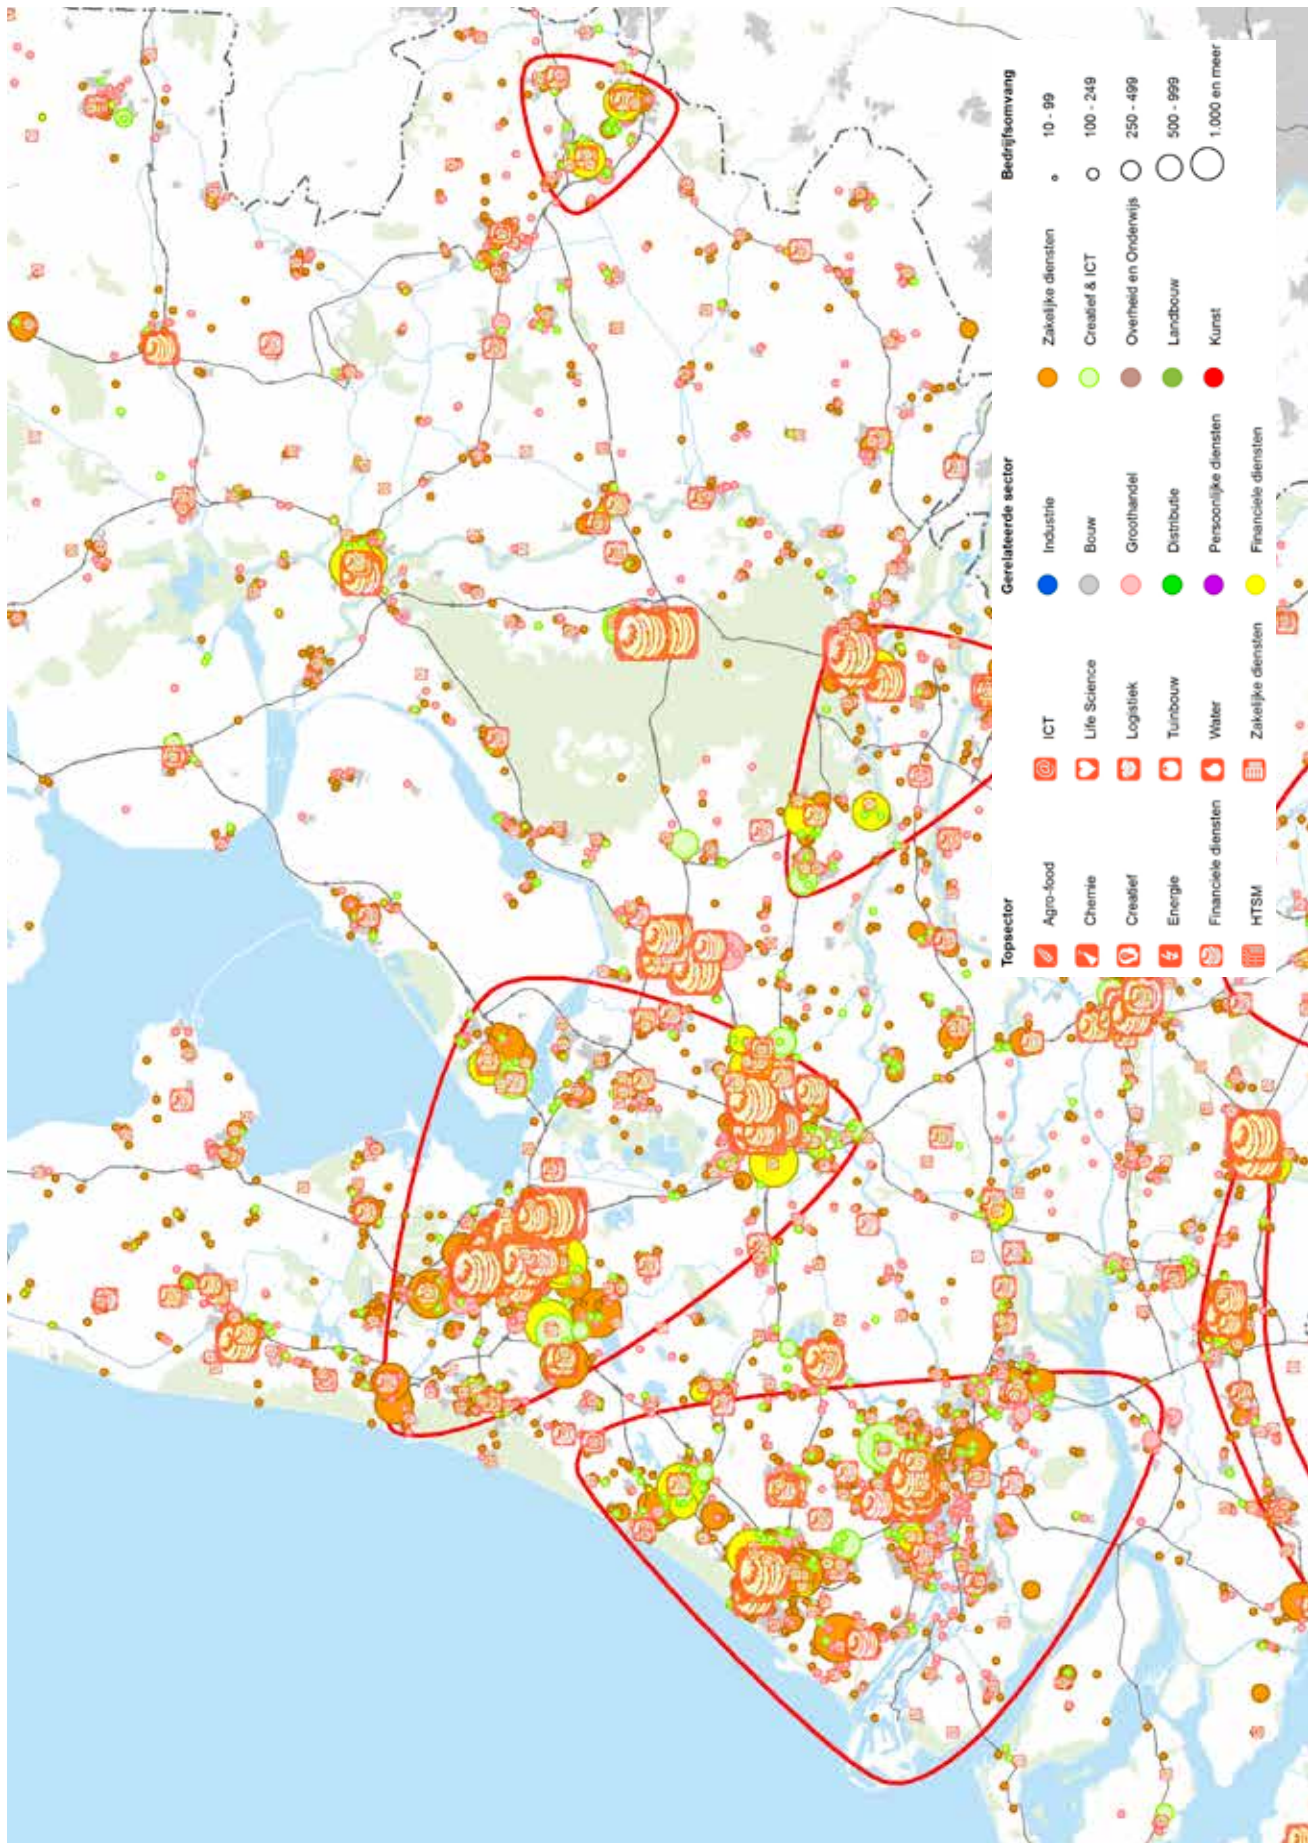 Topsector
Agro-food
Chemie
Creatief
Energie
Financiele diensten
HTSM
ICT
Life Science
Logistiek
Tuinbouw
Water
Zakelijke diensten
Gerelateerde sector
Industrie
Bouw
Groothandel
Distributie
Persoonlijke diensten
Financiele diensten
Zakelijke diensten
Creatief & ICT
Overheid en Onderwijs
Landbouw
Kunst
Bedrijfsomvang
10 - 99
100 - 249
250 - 499
500 - 999
1.000 en meer